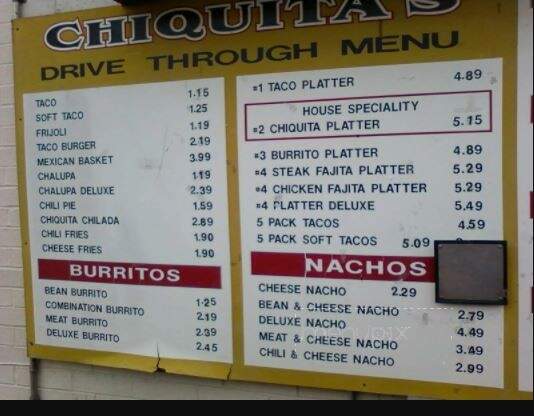 CHIQUITA'S
DRIVE THROUGH MENU
TACO 1.15
SOFT TACO 1.25
FRIJOLI 1.19
TACO BURGER 2.19
MEXICAN BASKET 3.99
CHALUPA 1.19
CHALUPA DELUXE 2.39
CHILI PIE 1.59
CHIQUITA CHILADA 2.89
CHILI FRIES 1.90
CHEESE FRIES 1.90
BURRITOS
BEAN BURRITO 1.25
COMBINATION BURRITO 2.19
MEAT BURRITO 2.39
DELUXE BURRITO 2.45
#1 TACO PLATTER 4.89
HOUSE SPECIALITY
#2 CHIQUITA PLATTER 5.15
#3 BURRITO PLATTER 4.89
#4 STEAK FAJITA PLATTER 5.29
#4 CHICKEN FAJITA PLATTER 5.29
#4 PLATTER DELUXE 5.49
5 PACK TACOS 4.59
5 PACK SOFT TACOS 5.09
NACHOS
CHEESE NACHO 2.29
BEAN & CHEESE NACHO 2.79
DELUXE NACHO 4.49
MEAT & CHEESE NACHO 3.49
CHILI & CHEESE NACHO 2.99